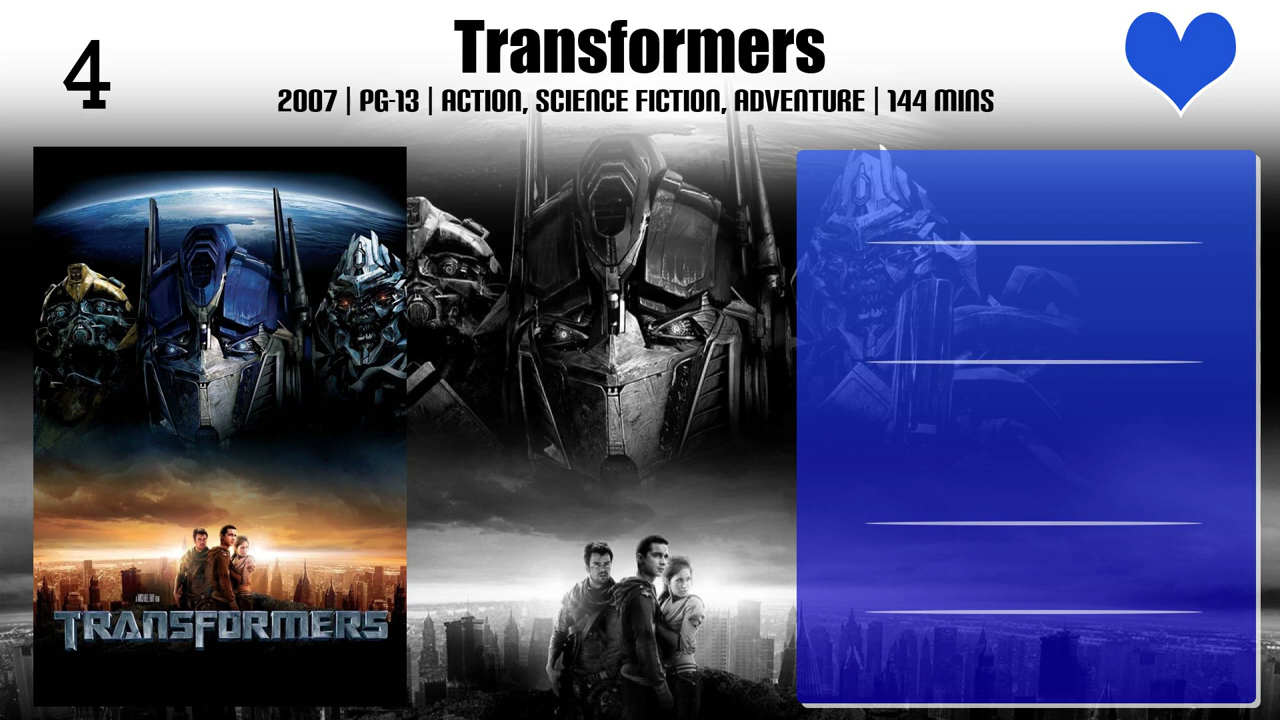 4
Transformers
2007 | PG-13 | ACTION, SCIENCE FICTION, ADVENTURE | 144 MINS
TRANSFORMERS